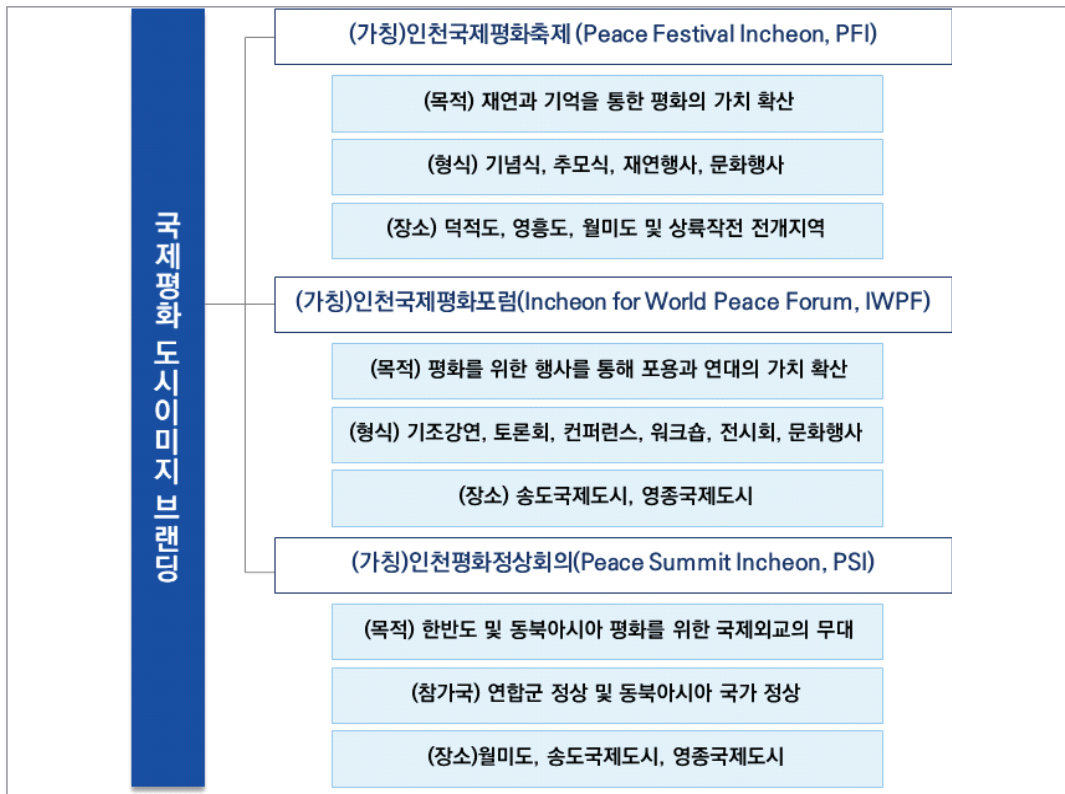 국제평화 도시이미지 브랜딩
(가칭)인천국제평화축제 (Peace Festival Incheon, PFI)
(목적) 재연과 기억을 통한 평화의 가치 확산
(형식) 기념식, 추모식, 재연행사, 문화행사
(장소) 덕적도, 영흥도, 월미도 및 상륙작전 전개지역
(가칭)인천국제평화포럼(Incheon for World Peace Forum, IWPF)
(목적) 평화를 위한 행사를 통해 포용과 연대의 가치 확산
(형식) 기조강연, 토론회, 컨퍼런스, 워크숍, 전시회, 문화행사
(장소) 송도국제도시, 영종국제도시
(가칭)인천평화정상회의(Peace Summit Incheon, PSI)
(목적) 한반도 및 동북아시아 평화를 위한 국제외교의 무대
(참가국) 연합군 정상 및 동북아시아 국가 정상
(장소)월미도, 송도국제도시, 영종국제도시